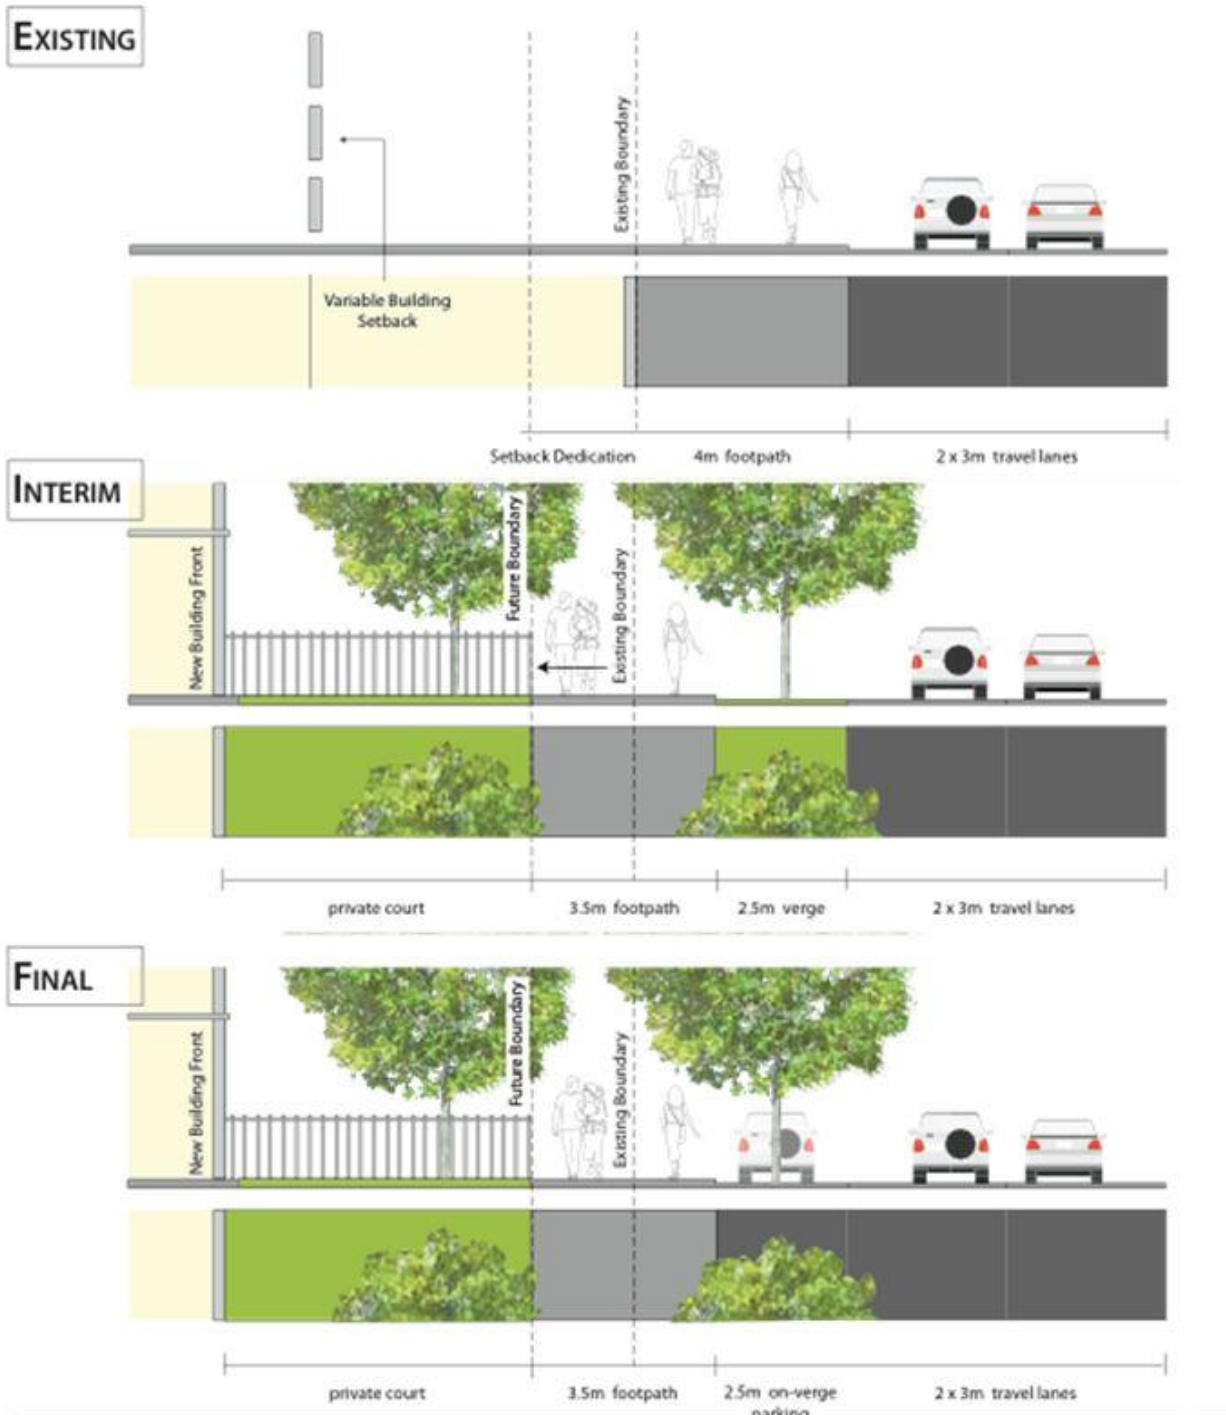 EXISTING
Existing Boundary
Variable Building
Setback
Setback Dedication 4m footpath 2 x 3m travel lanes
INTERIM
New Building Front
Future Boundary
Existing Boundary
private court 3.5m footpath 2.5m verge 2 x 3m travel lanes
FINAL
New Building Front
Future Boundary
Existing Boundary
private court 3.5m footpath 2.5m on-verge 2 x 3m travel lanes
parking